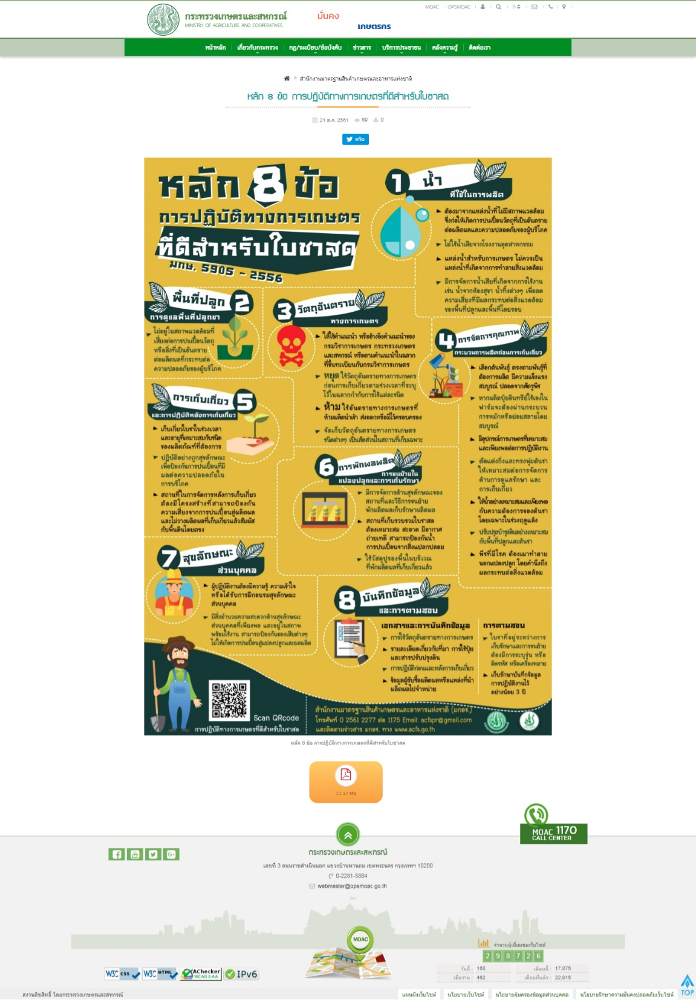 กระทรวงเกษตรและสหกรณ์
MINISTRY OF AGRICULTURE AND COOPERATIVES
มั่นคง
เกษตรกร
MOAC OPSMOAC ก
หน้าหลัก เกี่ยวกับกระทรวง กฎ/ระเบียบ/ข้อบังคับ ข่าวสาร บริการประชาชน คลังความรู้ ติดต่อเรา
» สำนักงานมาตรฐานสินค้าเกษตรและอาหารแห่งชาติ
หลัก 8 ข้อ การปฏิบัติทางการเกษตรที่ดีสำหรับใบชาสด
21 ส.ค. 2561 69 0
ทวีต
หลัก 8 ข้อ
การปฏิบัติทางการเกษตร
ที่ดีสำหรับใบชาสด
มกษ. 5905 - 2556
1 น้ำ
ที่ใช้ในการผลิต
ต้องมาจากแหล่งน้ำที่ไม่มีสภาพแวดล้อม
ซึ่งก่อให้เกิดการปนเปื้อนวัตถุที่เป็นอันตราย
ต่อผลิตผลและความปลอดภัยของผู้บริโภค
ไม่ใช้น้ำเสียจากโรงงานอุตสาหกรรม
แหล่งน้ำสำหรับการเกษตร ไม่ควรเป็น
แหล่งน้ำที่เกิดจากการทำลายสิ่งแวดล้อม
มีการจัดการน้ำเสียที่เกิดจากการใช้งาน
เช่น น้ำจากห้องสุขา น้ำทิ้งต่างๆ เพื่อลด
ความเสี่ยงที่มีผลกระทบต่อสิ่งแวดล้อม
ของพื้นที่ปลูกและพื้นที่โดยรอบ
พื้นที่ปลูก 2
การดูแลพื้นที่ปลูกชา
ไม่อยู่ในสภาพแวดล้อมที่
เสี่ยงต่อการปนเปื้อนวัตถุ
หรือสิ่งที่เป็นอันตราย
ต่อผลิตผลที่กระทบต่อ
ความปลอดภัยของผู้บริโภค
3 วัตถุอันตราย
ทางการเกษตร
ให้ใช้คำแนะนำ หรืออ้างอิงคำแนะนำของ
กรมวิชาการเกษตร กระทรวงเกษตร
และสหกรณ์ หรือตามคำแนะนำในฉลาก
ที่ขึ้นทะเบียนกับกรมวิชาการเกษตร
หยุด ใช้วัตถุอันตรายทางการเกษตร
ก่อนการเก็บเกี่ยวตามช่วงเวลาที่ระบุ
ไว้ในฉลากกำกับการใช้แต่ละชนิด
ห้าม ใช้อันตรายทางการเกษตรที่
ห้ามผลิตนำเข้า ส่งออกหรือมีไว้ครอบครอง
จัดเก็บวัตถุอันตรายทางการเกษตร
ชนิดต่างๆ เป็นสัดส่วนในสถานที่เก็บเฉพาะ
4 การจัดการคุณภาพ
กระบวนการผลิตก่อนการเก็บเกี่ยว
เลือกต้นพันธุ์ ตรงตามพันธุ์ที่
ต้องการผลิต มีความแข็งแรง
สมบูรณ์ ปลอดจากศัตรูพืช
หากผลิตปุ๋ยอินทรีย์ใช้เองใน
ฟาร์มจะต้องผ่านกระบวน
การหมักหรือย่อยสลายโดย
สมบูรณ์
มีอุปกรณ์การเกษตรที่เหมาะสม
และเพียงพอต่อการปฏิบัติงาน
ตัดแต่งกิ่งและทรงพุ่มต้นชา
ให้เหมาะสมต่อการจัดการ
ด้านการดูแลรักษา และ
การเก็บเกี่ยว
ให้น้ำอย่างเหมาะสมและเพียงพอ
กับความต้องการของต้นชา
โดยเฉพาะในช่วงฤดูแล้ง
ปรับปรุงบำรุงดินอย่างเหมาะสม
กับพื้นที่ปลูกและต้นชา
พืชที่มีโรค ต้องเผาทำลาย
นอกแปลงปลูก โดยคำนึงถึง
ผลกระทบต่อสิ่งแวดล้อม
การเก็บเกี่ยว 5
และการปฏิบัติหลังการเก็บเกี่ยว
เก็บเกี่ยวใบชาในช่วงเวลา
และอายุที่เหมาะสมกับชนิด
ของผลิตภัณฑ์ที่ต้องการ
ปฏิบัติอย่างถูกสุขลักษณะ
เพื่อป้องกันการปนเปื้อนที่มี
ผลต่อความปลอดภัยใน
การบริโภค
สถานที่ในการจัดการหลังการเก็บเกี่ยว
ต้องมีโครงสร้างที่สามารถป้องกัน
ความเสี่ยงจากการปนเปื้อนสู่ผลิตผล
และไม่วางผลิตผลที่เก็บเกี่ยวแล้วสัมผัส
กับพื้นดินโดยตรง
6 การพักผลผลิต
การขนย้ายใน
แปลงปลูกและการเก็บรักษา
มีการจัดการด้านสุขลักษณะของ
สถานที่และวิธีการขนย้าย
พักผลิตผลเก็บรักษาผลิตผล
สถานที่เก็บรวบรวมใบชาสด
ต้องเหมาะสม สะอาด มีอากาศ
ถ่ายเทดี สามารถป้องกันน้ำ
การปนเปื้อนจากสิ่งแปลกปลอม
ใช้วัสดุปูรองพื้นในบริเวณ
ที่พักผลิตผลที่เก็บเกี่ยวแล้ว
7 สุขลักษณะ
ส่วนบุคคล
ผู้ปฏิบัติงานต้องมีความรู้ ความเข้าใจ
หรือได้รับการฝึกอบรมสุขลักษณะ
ส่วนบุคคล
มีสิ่งอำนวยความสะดวกด้านสุขลักษณะ
ส่วนบุคคลที่เพียงพอ และอยู่ในสภาพ
พร้อมใช้งาน สามารถป้องกันของเสียต่างๆ
ไม่ให้เกิดการปนเปื้อนสู่แปลงปลูกและผลผลิต
8 บันทึกข้อมูล
และการตามสอบ
เอกสารและการบันทึกข้อมูล
การใช้วัตถุอันตรายทางการเกษตร
รายละเอียดเกี่ยวกับที่มา การใช้ปุ๋ย
และสารปรับปรุงดิน
การปฏิบัติก่อนและหลังการเก็บเกี่ยว
ข้อมูลผู้รับซื้อผลิตผลหรือแหล่งที่นำ
ผลิตผลไปจำหน่าย
การตามสอบ
ใบชาที่อยู่ระหว่างการ
เก็บรักษาและการขนย้าย
ต้องมีการระบุรุ่น หรือ
ติดรหัส หรือเครื่องหมาย
เก็บรักษาบันทึกข้อมูล
การปฏิบัติงานไว้
อย่างน้อย 3 ปี
Scan QRcode
การปฏิบัติทางการเกษตรที่ดีสำหรับใบชาสด
สำนักงานมาตรฐานสินค้าเกษตรและอาหารแห่งชาติ (มกอช.)
โทรศัพท์ 0 2561 2277 ต่อ 1175 Email: acfspr@gmail.com
และติดตามข่าวสาร มกอช. ทาง www.acfs.go.th
หลัก 8 ข้อ การปฏิบัติทางการเกษตรที่ดีสำหรับใบชาสด
11.17 MB
MOAC 1170
CALL CENTER
กระทรวงเกษตรและสหกรณ์
เลขที่ 3 ถนนราชดำเนินนอก แขวงบ้านพานถม เขตพระนคร กรุงเทพฯ 10200
0-2281-5884
webmaster@opsmoac.go.th
MOAC
จำนวนผู้เยี่ยมชมเว็บไซต์
298726
วันนี้ : 160 เดือนนี้ : 17,875
เมื่อวาน : 462 เดือนที่แล้ว : 22,915
W3C CSS W3C HTML AChecker WCAG 2-AA IPv6
TOP
สงวนลิขสิทธิ์ โดยกระทรวงเกษตรและสหกรณ์
แผนผังเว็บไซต์ นโยบายเว็บไซต์ นโยบายคุ้มครองข้อมูลส่วนบุคคล นโยบายรักษาความมั่นคงปลอดภัยเว็บไซต์